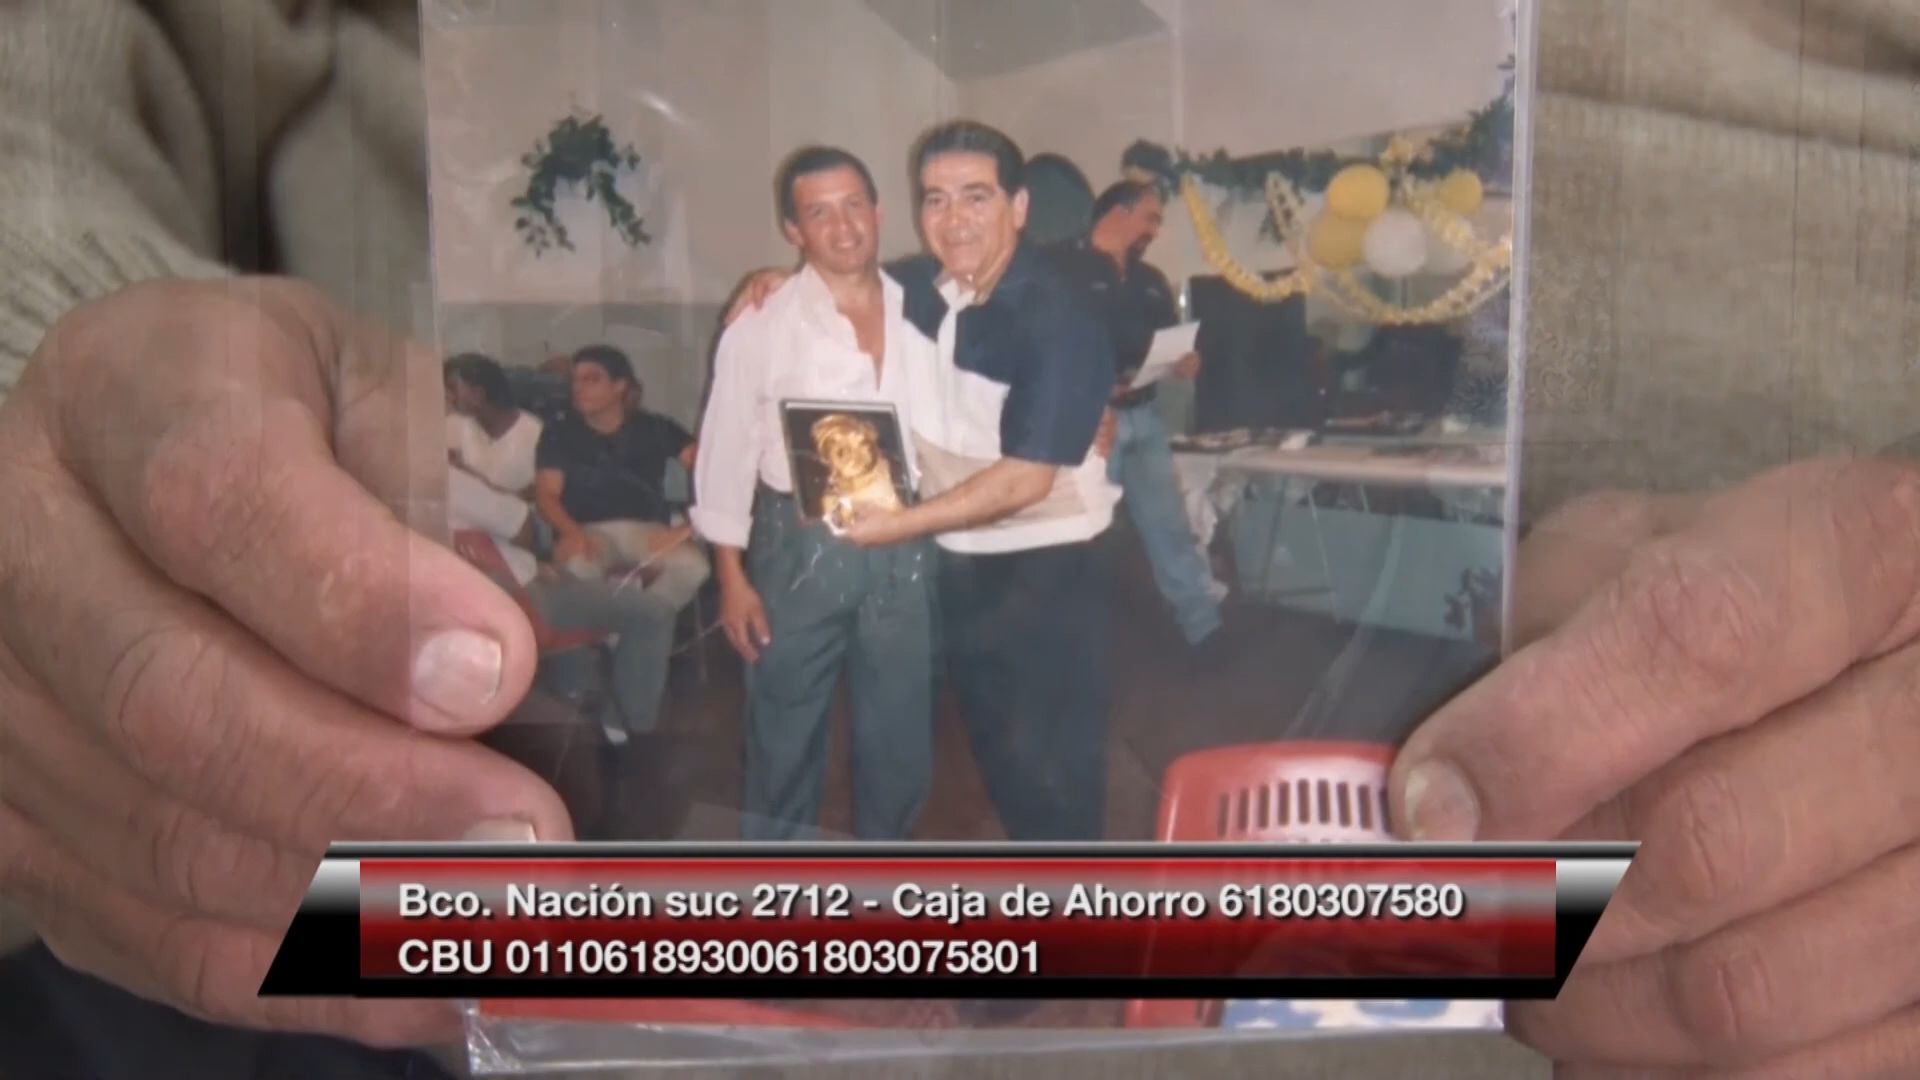 Bco. Nación suc 2712 - Caja de Ahorro 6180307580
CBU 0110618930061803075801